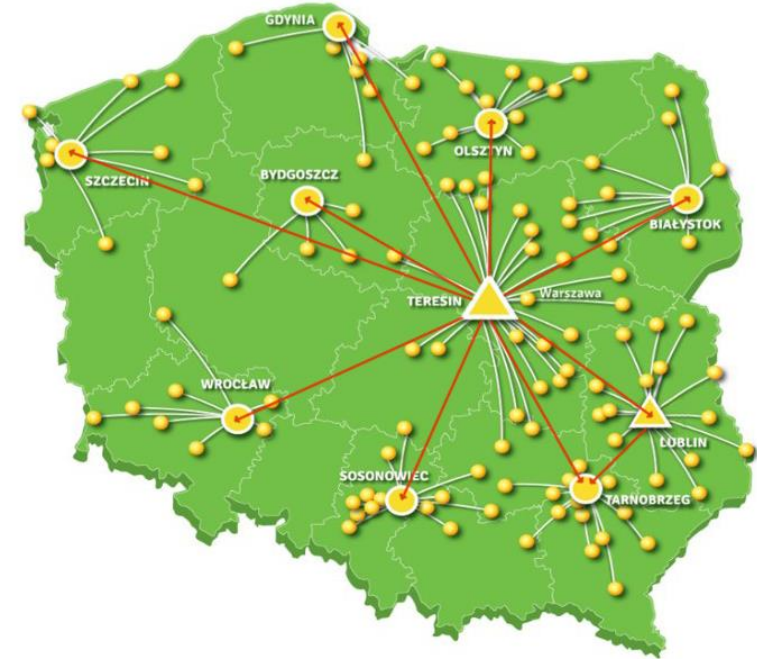 GDYNIA
OLSZTYN
SZCZECIN
BYDGOSZCZ
BIAŁYSTOK
TERESIN
Warszawa
WROCŁAW
LUBLIN
SOSONOWIEC
TARNOBRZEG